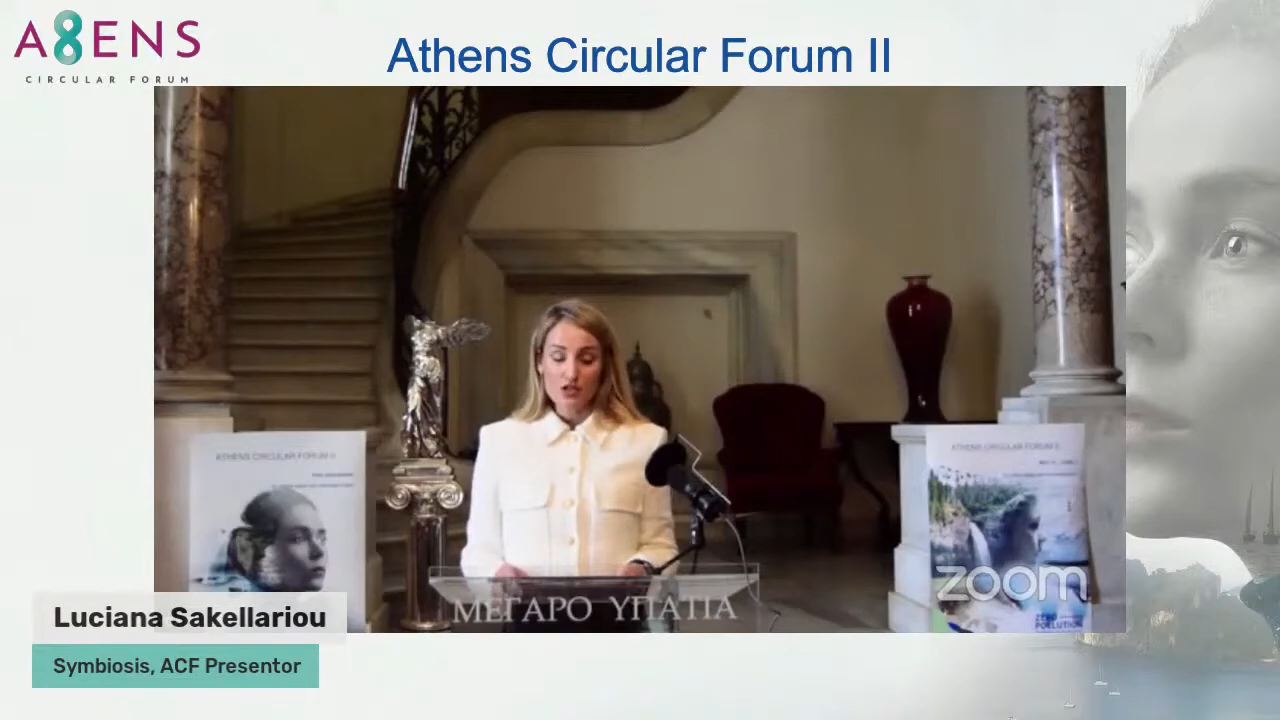 A8ENS
CIRCULAR FORUM
Athens Circular Forum II
ATHENS CIRCULAR FORUM II
ATHENS CIRCULAR FORUM II
zoom
ZERO
POLLUTION
ΜΕΓΑΡΟ ΥΠΑΤΙΑ
Luciana Sakellariou
Symbiosis, ACF Presentor